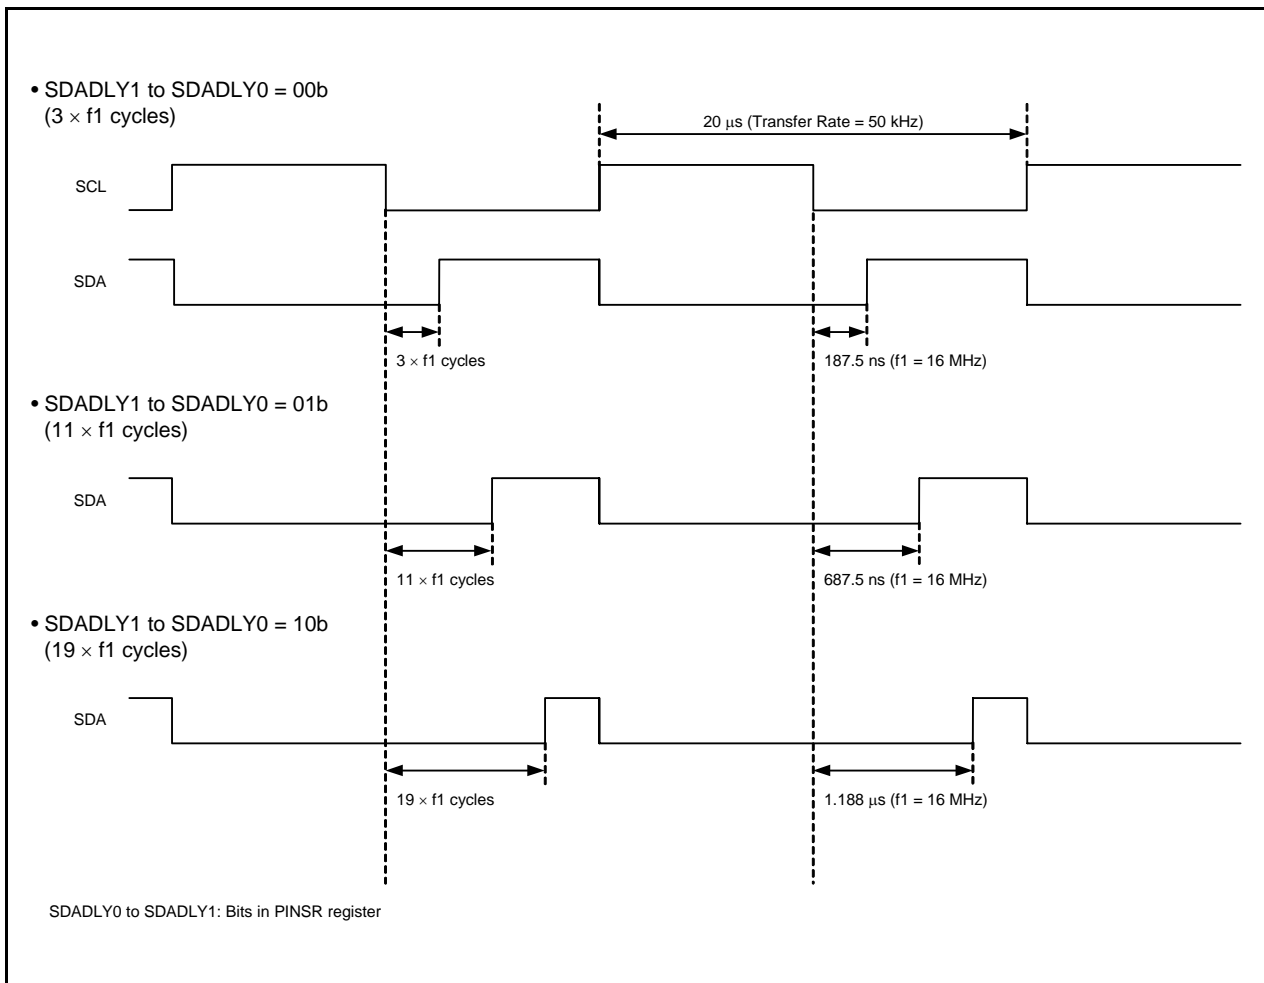 • SDADLY1 to SDADLY0 = 00b
(3 × f1 cycles)
20 μs (Transfer Rate = 50 kHz)
SCL
SDA
3 × f1 cycles
187.5 ns (f1 = 16 MHz)
• SDADLY1 to SDADLY0 = 01b
(11 × f1 cycles)
SDA
11 × f1 cycles
687.5 ns (f1 = 16 MHz)
• SDADLY1 to SDADLY0 = 10b
(19 × f1 cycles)
SDA
19 × f1 cycles
1.188 μs (f1 = 16 MHz)
SDADLY0 to SDADLY1: Bits in PINSR register